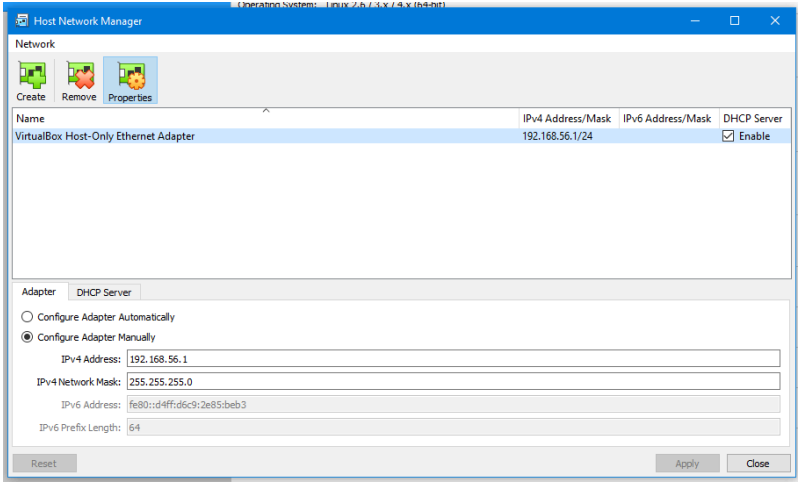 Operating System: Linux 2.6 / 3.x / 4.x (64-bit)
Host Network Manager
Network
Create Remove Properties
Name IPv4 Address/Mask IPv6 Address/Mask DHCP Server
VirtualBox Host-Only Ethernet Adapter 192.168.56.1/24 Enable
Adapter DHCP Server
Configure Adapter Automatically
Configure Adapter Manually
IPv4 Address: 192.168.56.1
IPv4 Network Mask: 255.255.255.0
IPv6 Address: fe80::d4ff:d6c9:2e85:beb3
IPv6 Prefix Length: 64
Reset Apply Close